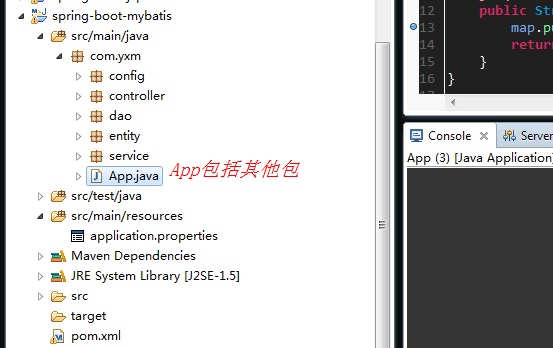 spring-boot-mybatis
src/main/java
com.yxm
config
controller
dao
entity
service
App.java App包括其他包
src/test/java
src/main/resources
application.properties
Maven Dependencies
JRE System Library [J2SE-1.5]
src
target
pom.xml
12 public Str
13 map.pu
14 return
15 }
16 }
Console Server
App (3) [Java Application]